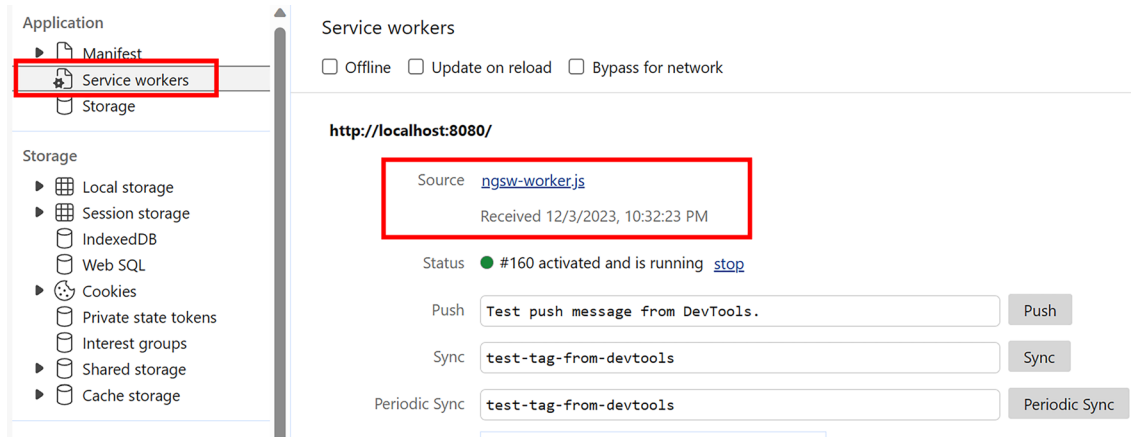 Application
Manifest
Service workers
Storage
Storage
Local storage
Session storage
IndexedDB
Web SQL
Cookies
Private state tokens
Interest groups
Shared storage
Cache storage
Service workers
Offline Update on reload Bypass for network
http://localhost:8080/
Source ngsw-worker.js
Received 12/3/2023, 10:32:23 PM
Status #160 activated and is running stop
Push Test push message from DevTools. Push
Sync test-tag-from-devtools Sync
Periodic Sync test-tag-from-devtools Periodic Sync